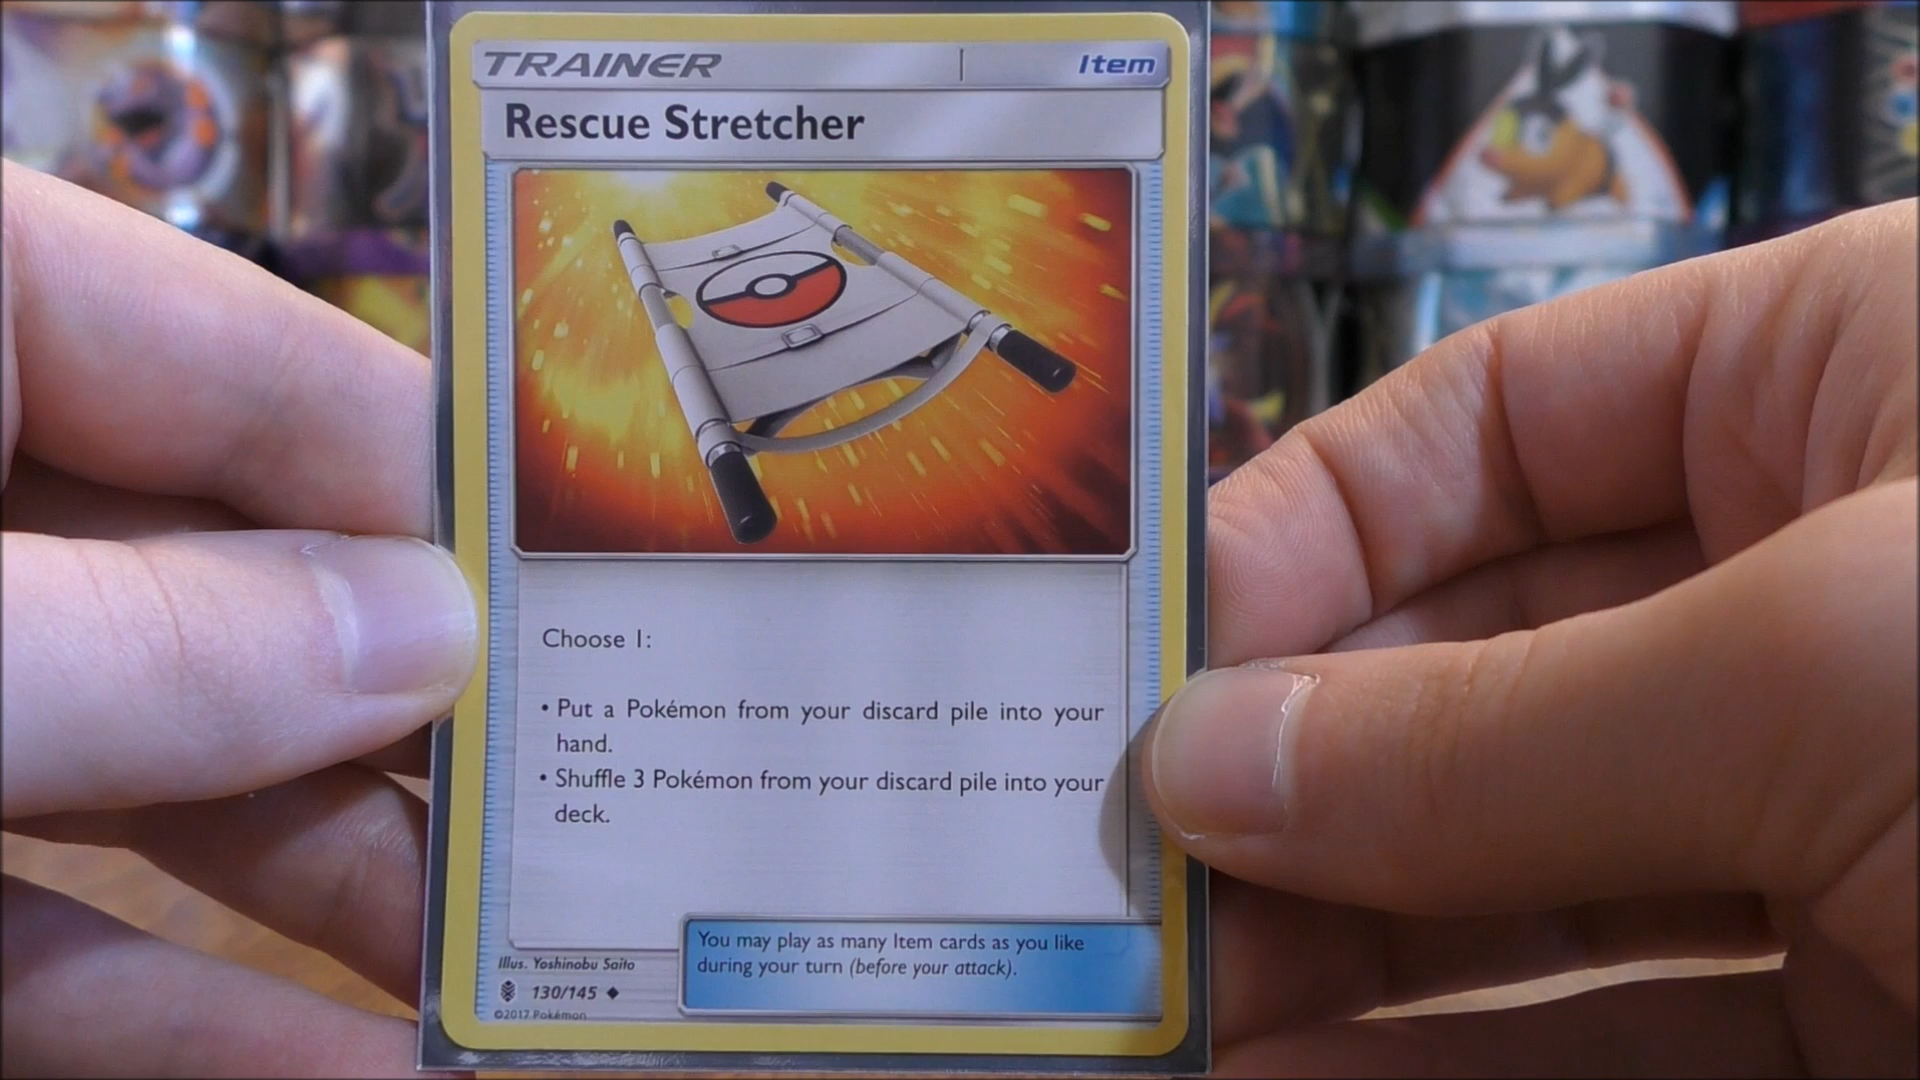 TRAINER Item
Rescue Stretcher
Choose 1:
• Put a Pokémon from your discard pile into your
hand.
• Shuffle 3 Pokémon from your discard pile into your
deck.
You may play as many Item cards as you like
during your turn (before your attack).
Illus. Yoshinobu Saito
130/145
©2017 Pokémon